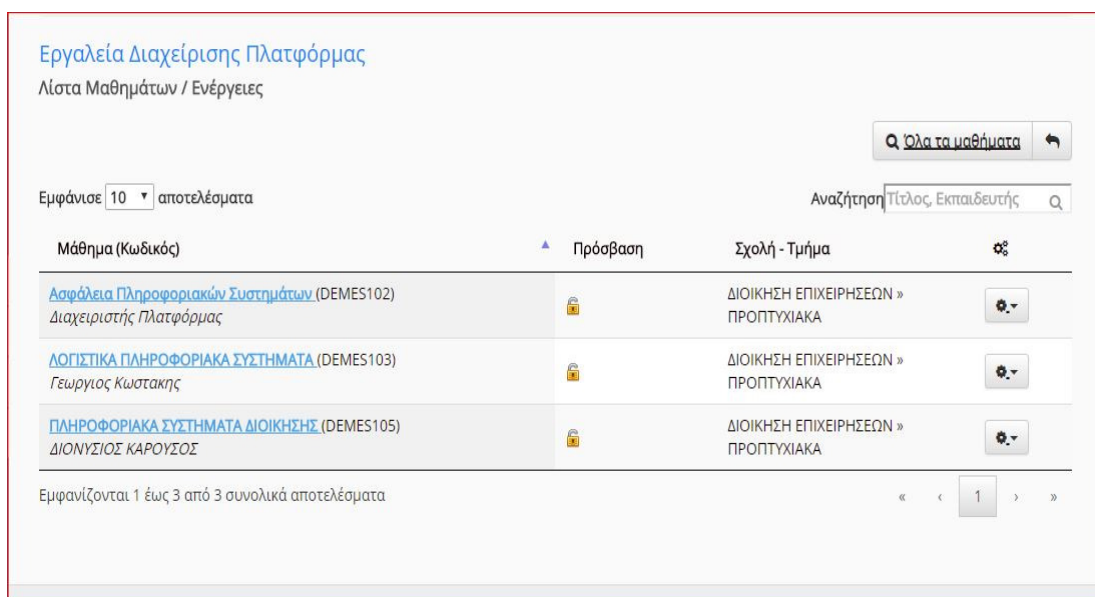 Εργαλεία Διαχείρισης Πλατφόρμας
Λίστα Μαθημάτων / Ενέργειες
Όλα τα μαθήματα
Εμφάνισε 10 αποτελέσματα
Αναζήτηση Τίτλος, Εκπαιδευτής
Μάθημα (Κωδικός) Πρόσβαση Σχολή - Τμήμα
Ασφάλεια Πληροφοριακών Συστημάτων (DEMES102) ΔΙΟΙΚΗΣΗ ΕΠΙΧΕΙΡΗΣΕΩΝ »
Διαχειριστής Πλατφόρμας ΠΡΟΠΤΥΧΙΑΚΑ
ΛΟΓΙΣΤΙΚΑ ΠΛΗΡΟΦΟΡΙΑΚΑ ΣΥΣΤΗΜΑΤΑ (DEMES103) ΔΙΟΙΚΗΣΗ ΕΠΙΧΕΙΡΗΣΕΩΝ »
Γεωργιος Κωστακης ΠΡΟΠΤΥΧΙΑΚΑ
ΠΛΗΡΟΦΟΡΙΑΚΑ ΣΥΣΤΗΜΑΤΑ ΔΙΟΙΚΗΣΗΣ (DEMES105) ΔΙΟΙΚΗΣΗ ΕΠΙΧΕΙΡΗΣΕΩΝ »
ΔΙΟΝΥΣΙΟΣ ΚΑΡΟΥΣΟΣ ΠΡΟΠΤΥΧΙΑΚΑ
Εμφανίζονται 1 έως 3 από 3 συνολικά αποτελέσματα « ‹ 1 › »